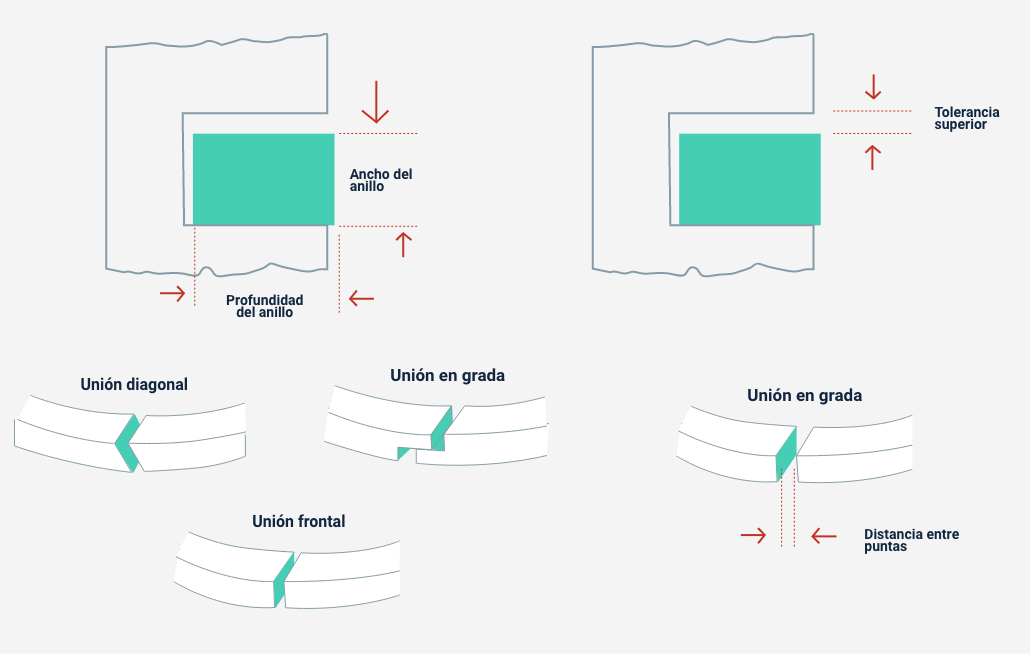 Tolerancia
superior
Ancho del
anillo
Profundidad
del anillo
Unión diagonal
Unión en grada
Unión en grada
Unión frontal
Distancia entre
puntas